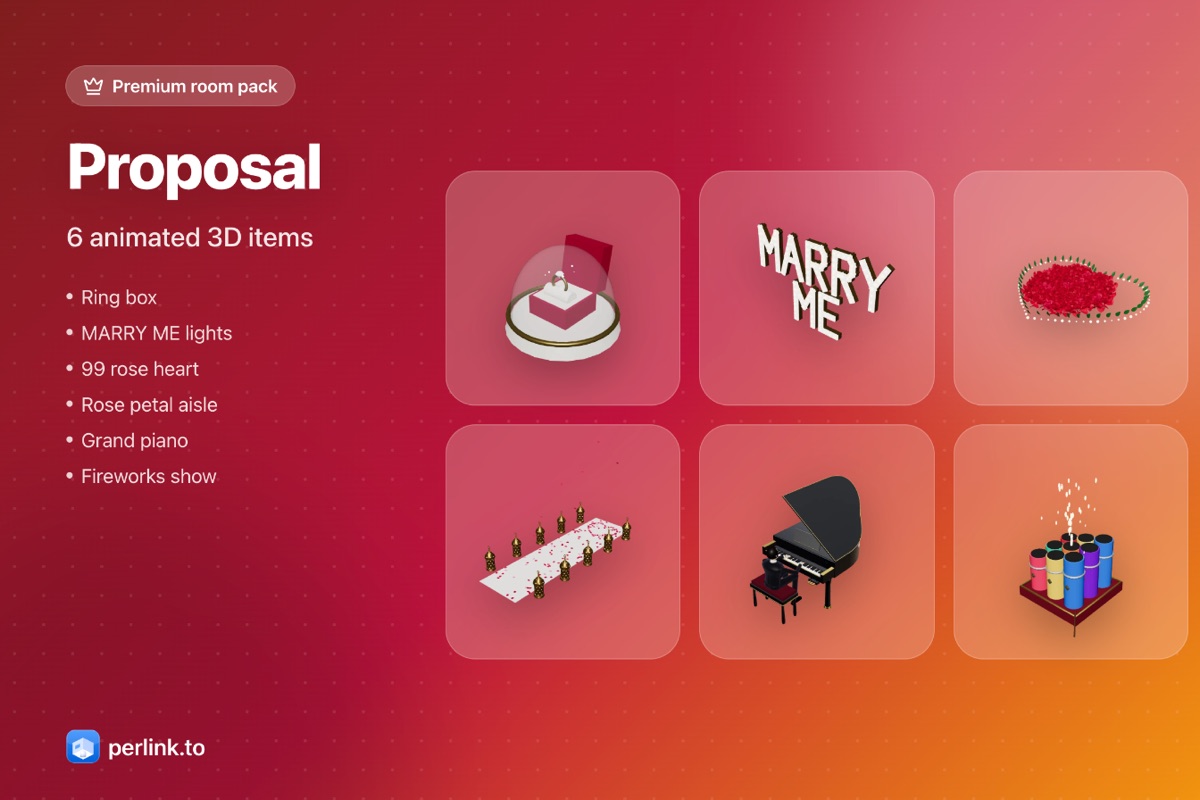 Premium room pack
Proposal
6 animated 3D items
• Ring box
• MARRY ME lights
• 99 rose heart
• Rose petal aisle
• Grand piano
• Fireworks show
MARRY
ME
perlink.to